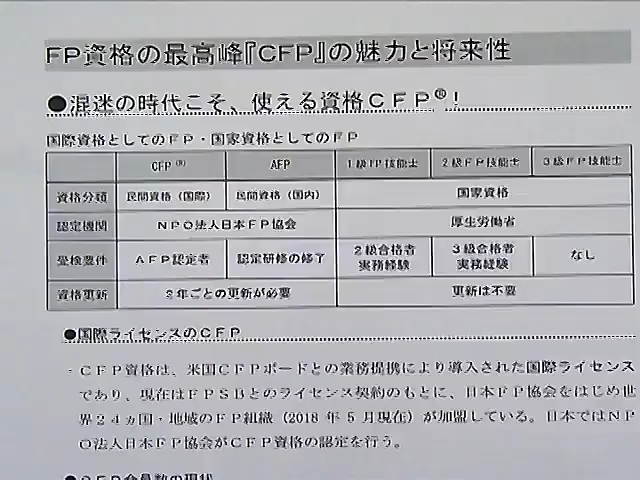 FP資格の最高峰『CFP』の魅力と将来性
●混迷の時代こそ、使える資格CFP®！
国際資格としてのFP・国家資格としてのFP
CFP(R) AFP 1級FP技能士 2級FP技能士 3級FP技能士
資格分類 民間資格（国際） 民間資格（国内） 国家資格
認定機関 NPO法人日本FP協会 厚生労働省
受検要件 AFP認定者 認定研修の修了 2級合格者 実務経験 3級合格者 実務経験 なし
資格更新 2年ごとの更新が必要 更新は不要
●国際ライセンスのCFP
・CFP資格は、米国CFPボードとの業務提携により導入された国際ライセンス
であり、現在はFPSBとのライセンス契約のもとに、日本FP協会をはじめ世
界24ヵ国・地域のFP組織（2018年5月現在）が加盟している。日本ではNP
O法人日本FP協会がCFP資格の認定を行う。
●CFP会員数の現状